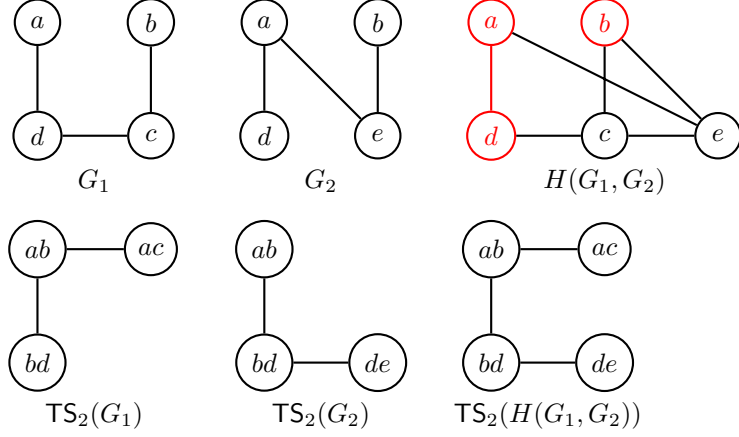 a b a b a b
d c d e d c e
G₁ G₂ H(G₁, G₂)
ab ac ab ab ac
bd bd de bd de
TS₂(G₁) TS₂(G₂) TS₂(H(G₁, G₂))